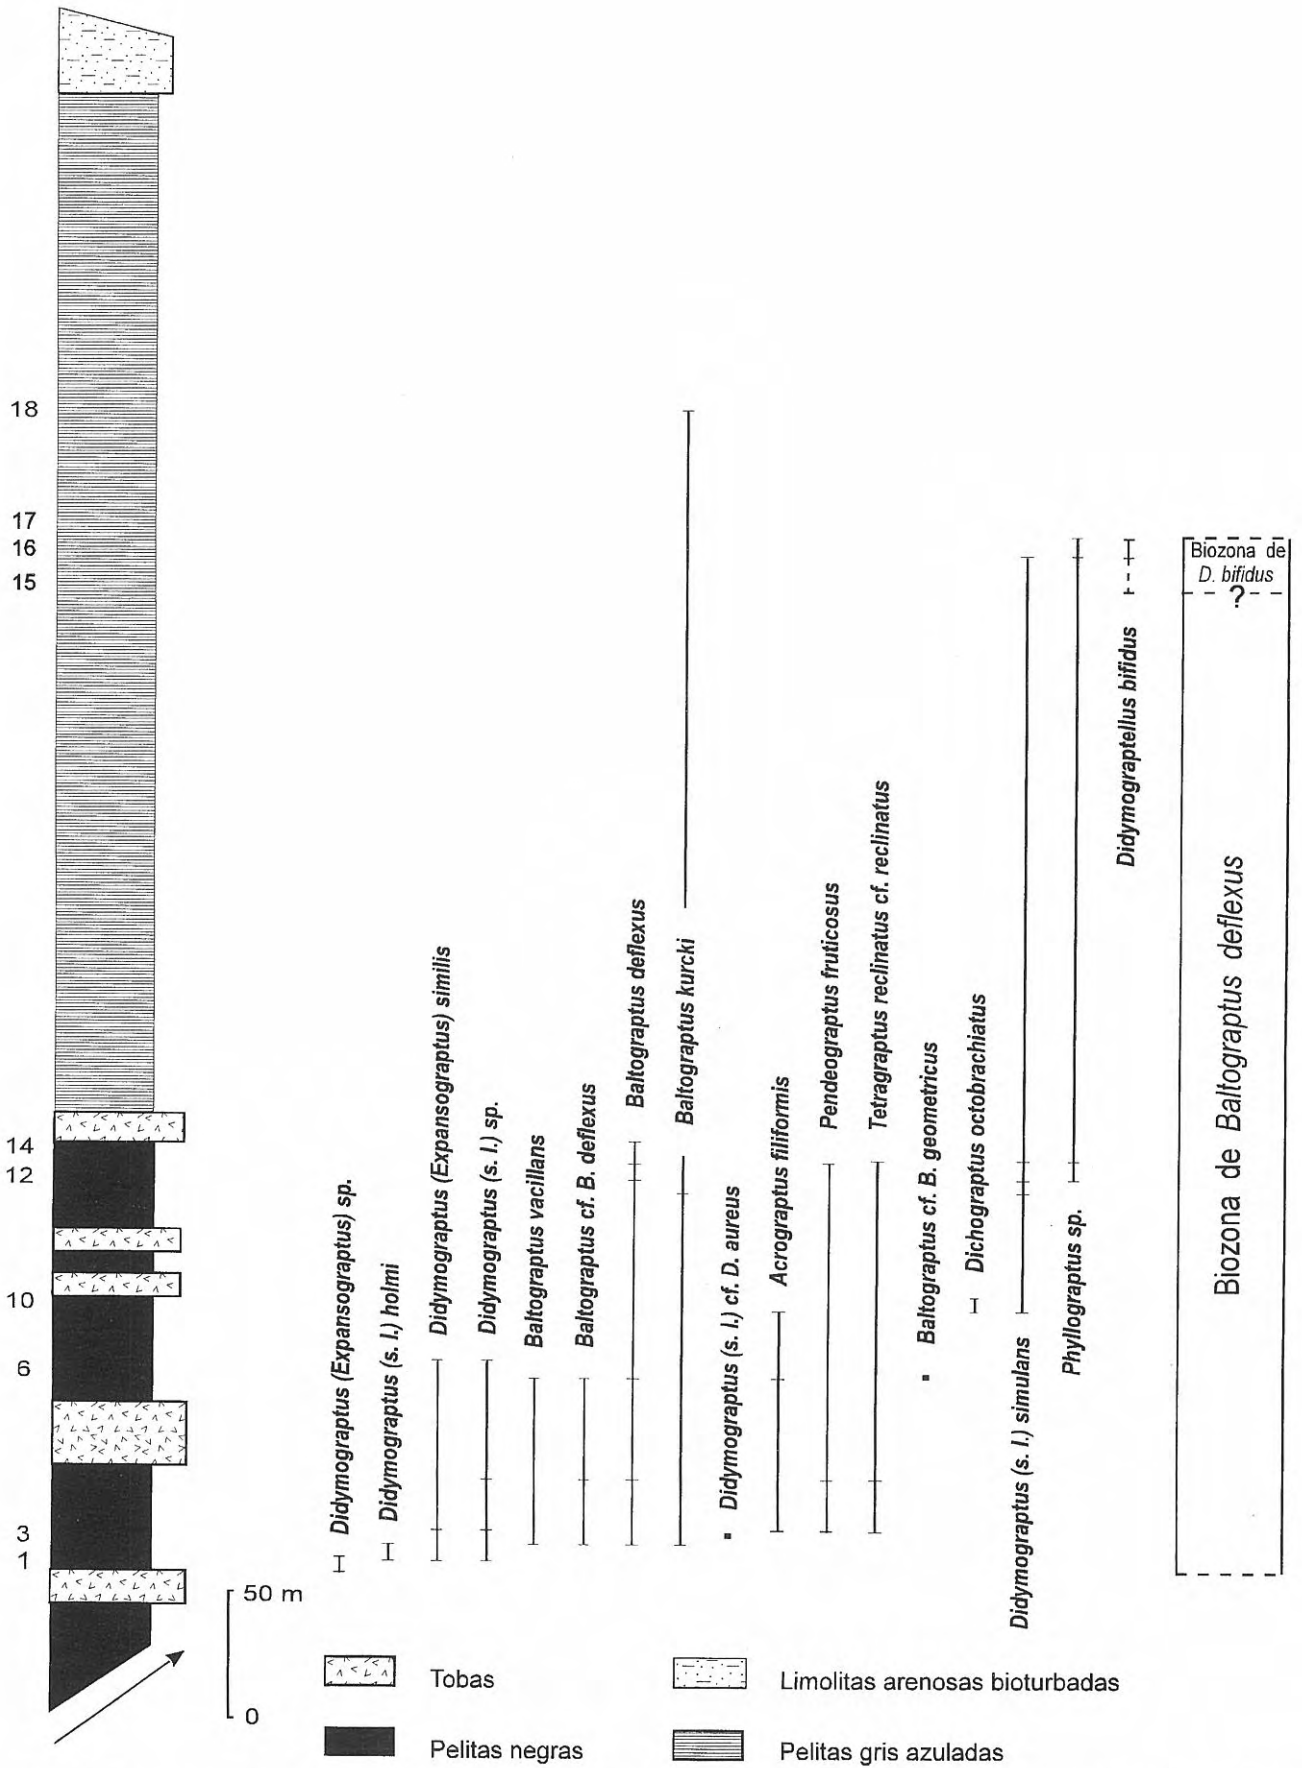 18
17
16
15
14
12
10
6
3
1
Didymograptus (Expansograptus) sp.
Didymograptus (s. l.) holmi
Didymograptus (Expansograptus) similis
Didymograptus (s. l.) sp.
Baltograptus vacillans
Baltograptus cf. B. deflexus
Baltograptus deflexus
Baltograptus kurcki
Didymograptus (s. l.) cf. D. aureus
Acrograptus filiformis
Pendeograptus fruticosus
Tetragraptus reclinatus cf. reclinatus
Baltograptus cf. B. geometricus
Dichograptus octobrachiatus
Didymograptus (s. l.) simulans
Phyllograptus sp.
Didymograptellus bifidus
Biozona de
D. bifidus
?
Biozona de Baltograptus deflexus
50 m
0
Tobas
Pelitas negras
Limolitas arenosas bioturbadas
Pelitas gris azuladas